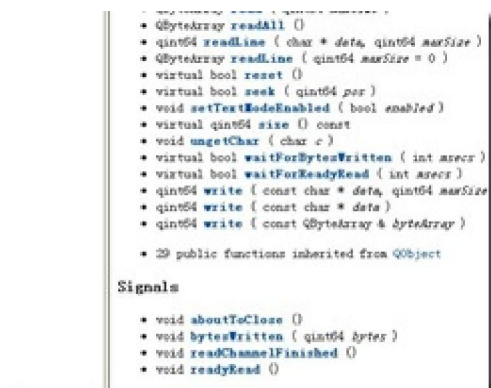 • QByteArray readAll ()
• qint64 readLine ( char * data, qint64 maxSize )
• QByteArray readLine ( qint64 maxSize = 0 )
• virtual bool reset ()
• virtual bool seek ( qint64 pos )
• void setTextModeEnabled ( bool enabled )
• virtual qint64 size () const
• void ungetChar ( char c )
• virtual bool waitForBytesWritten ( int msecs )
• virtual bool waitForReadyRead ( int msecs )
• qint64 write ( const char * data, qint64 maxSize
• qint64 write ( const char * data )
• qint64 write ( const QByteArray & byteArray )
• 29 public functions inherited from QObject
Signals
• void aboutToClose ()
• void bytesWritten ( qint64 bytes )
• void readChannelFinished ()
• void readyRead ()